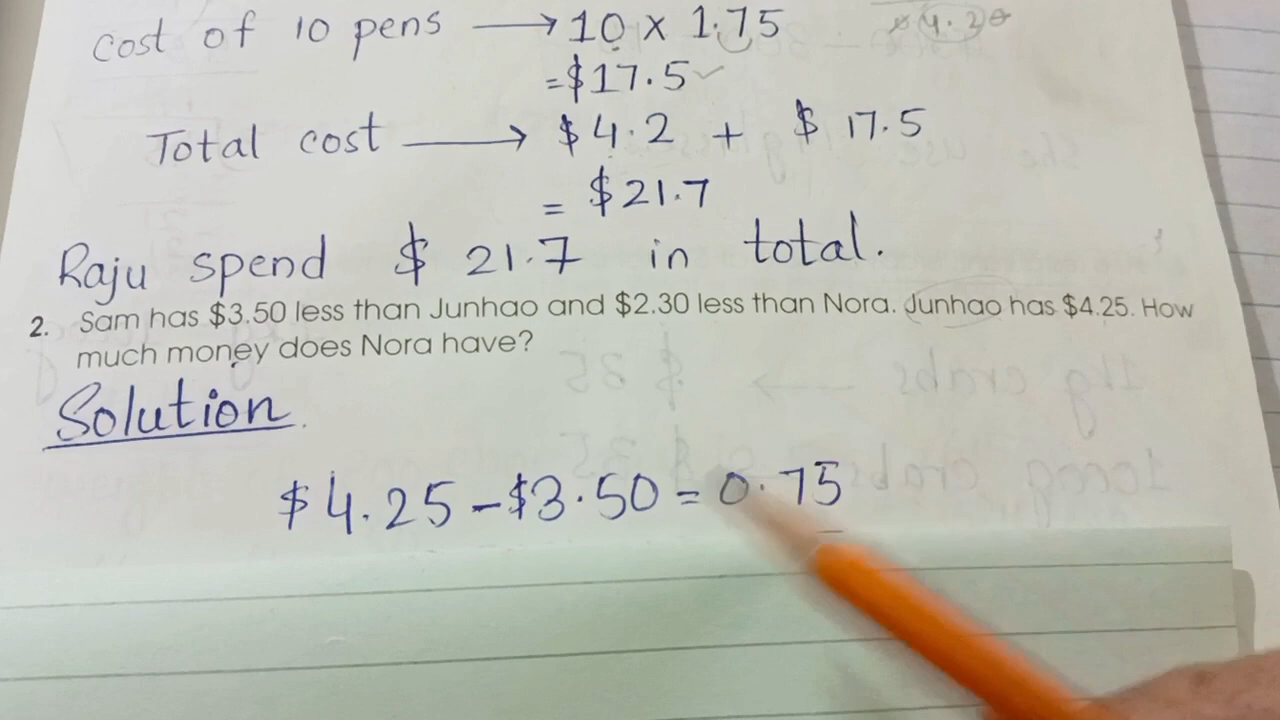 cost of 10 pens ⟶ 10 x 1.75
=$17.5 ✓
Total cost ⟶ $4.2 + $ 17.5
= $21.7
Raju spend $ 21.7 in total.
2. Sam has $3.50 less than Junhao and $2.30 less than Nora. Junhao has $4.25. How
much money does Nora have?
Solution
$4.25 - $3.50 = 0.75